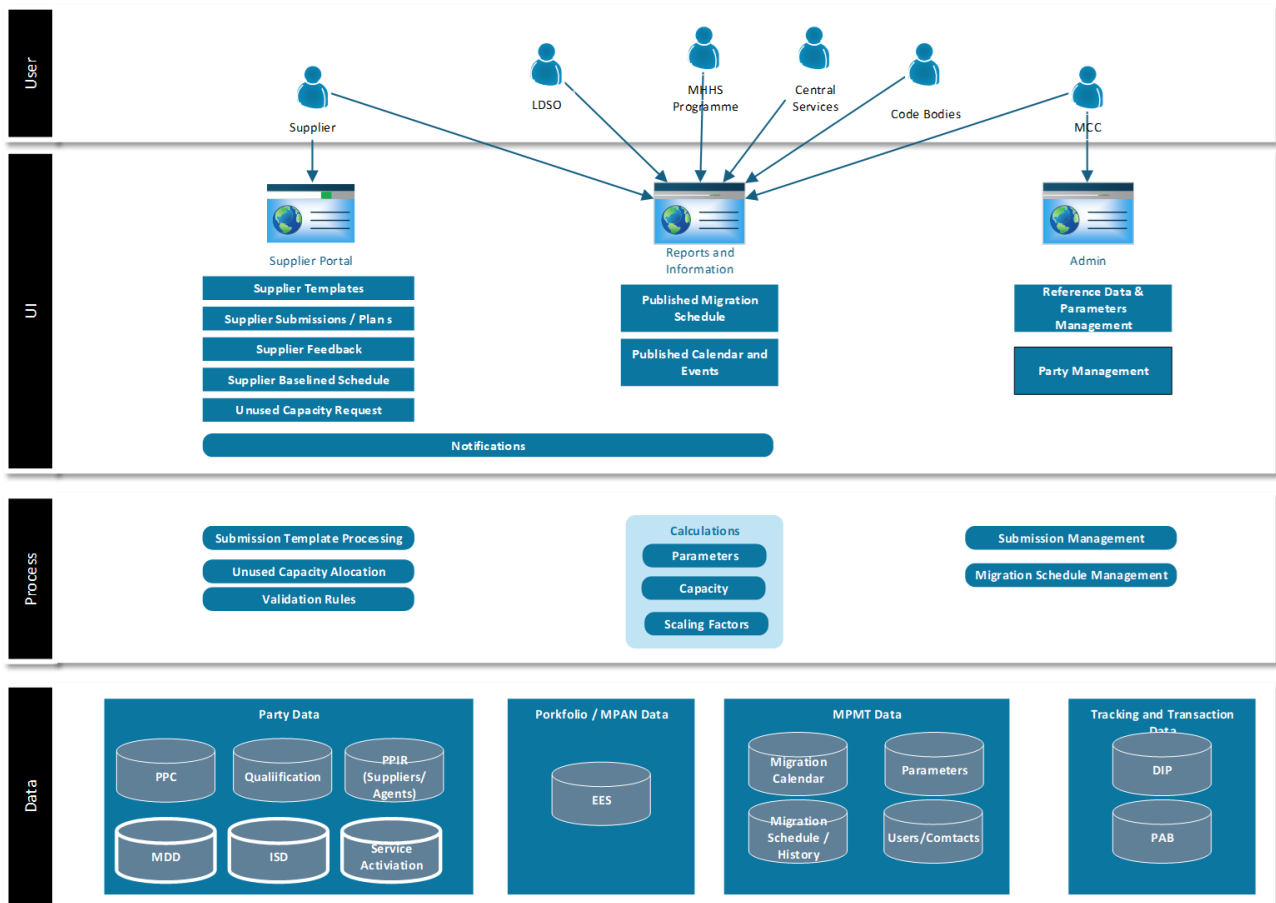 User
Supplier
LDSO
MHHS
Programme
Central
Services
Code Bodies
MCC
UI
Supplier Portal
Supplier Templates
Supplier Submissions / Plan s
Supplier Feedback
Supplier Baselined Schedule
Unused Capacity Request
Reports and
Information
Published Migration
Schedule
Published Calendar and
Events
Admin
Reference Data &
Parameters
Management
Party Management
Notifications
Process
Submission Template Processing
Unused Capacity Alocation
Validation Rules
Calculations
Parameters
Capacity
Scaling Factors
Submission Management
Migration Schedule Management
Data
Party Data
PPC
Qualiification
PPIR
(Suppliers/
Agents)
MDD
ISD
Service
Activiation
Porkfolio / MPAN Data
EES
MPMT Data
Migration
Calendar
Parameters
Migration
Schedule /
History
Users/Comtacts
Tracking and Transaction
Data
DIP
PAB